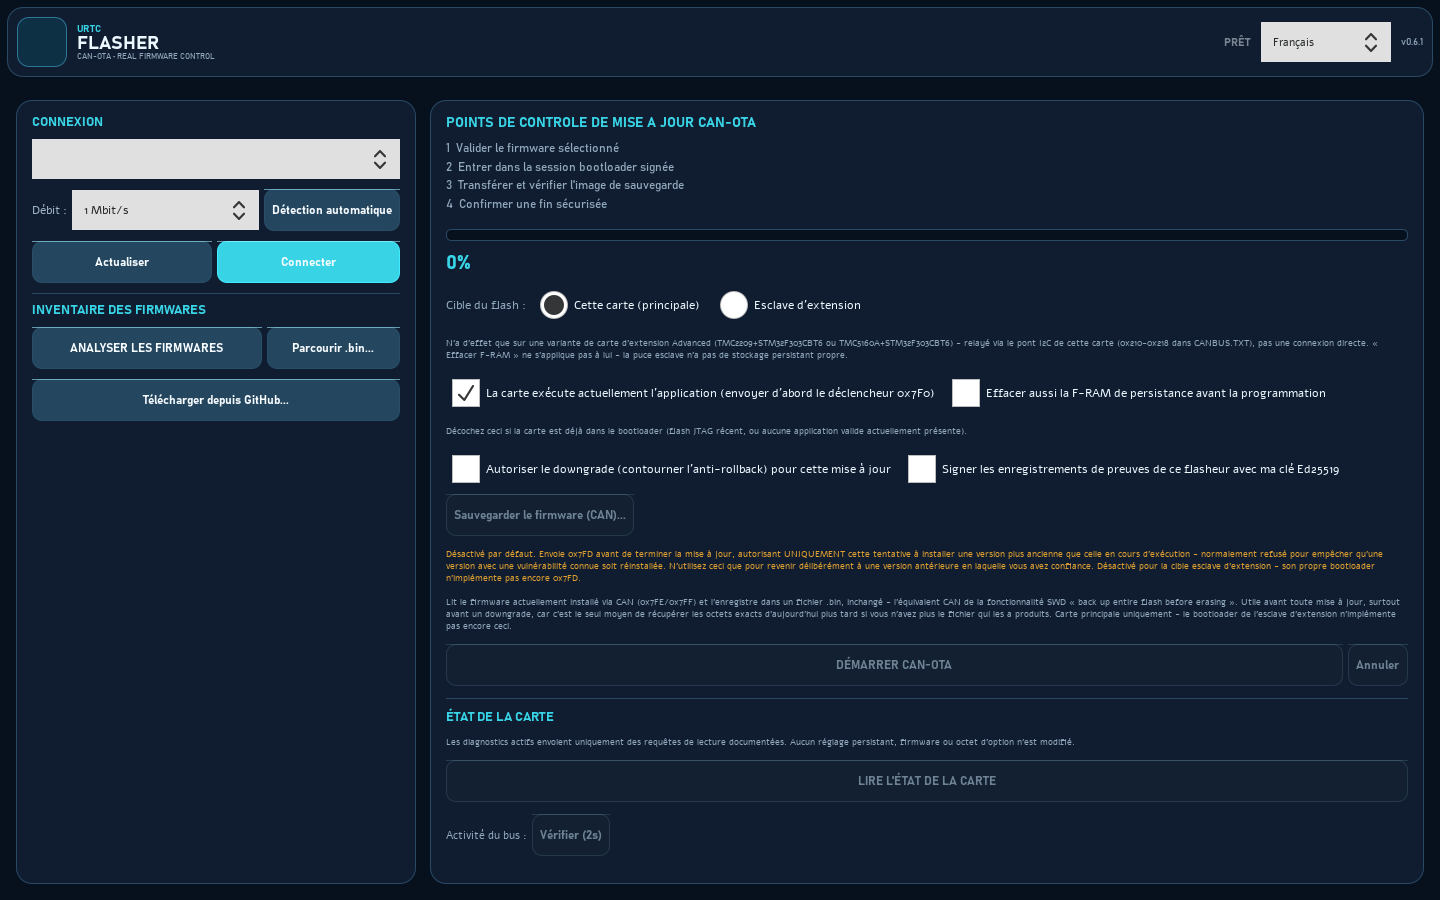 URTC
FLASHER
CAN-OTA · REAL FIRMWARE CONTROL
PRÊT
Français
v0.6.1
CONNEXION
Débit :
1 Mbit/s
Détection automatique
Actualiser
Connecter
INVENTAIRE DES FIRMWARES
ANALYSER LES FIRMWARES
Parcourir .bin...
Télécharger depuis GitHub...
POINTS DE CONTROLE DE MISE A JOUR CAN-OTA
1 Valider le firmware sélectionné
2 Entrer dans la session bootloader signée
3 Transférer et vérifier l'image de sauvegarde
4 Confirmer une fin sécurisée
0%
Cible du flash :
Cette carte (principale)
Esclave d'extension
N'a d'effet que sur une variante de carte d'extension Advanced (TMC2209+STM32F303CBT6 ou TMC5160A+STM32F303CBT6) - relayé via le pont I2C de cette carte (0x210-0x218 dans CANBUS.TXT), pas une connexion directe. «
Effacer F-RAM » ne s'applique pas à lui - la puce esclave n'a pas de stockage persistant propre.
La carte exécute actuellement l'application (envoyer d'abord le déclencheur 0x7F0)
Effacer aussi la F-RAM de persistance avant la programmation
Décochez ceci si la carte est déjà dans le bootloader (flash JTAG récent, ou aucune application valide actuellement présente).
Autoriser le downgrade (contourner l'anti-rollback) pour cette mise à jour
Signer les enregistrements de preuves de ce flasheur avec ma clé Ed25519
Sauvegarder le firmware (CAN)...
Désactivé par défaut. Envoie 0x7FD avant de terminer la mise à jour, autorisant UNIQUEMENT cette tentative à installer une version plus ancienne que celle en cours d'exécution - normalement refusé pour empêcher qu'une
version avec une vulnérabilité connue soit réinstallée. N'utilisez ceci que pour revenir délibérément à une version antérieure en laquelle vous avez confiance. Désactivé pour la cible esclave d'extension - son propre bootloader
n'implémente pas encore 0x7FD.
Lit le firmware actuellement installé via CAN (0x7FE/0x7FF) et l'enregistre dans un fichier .bin, inchangé - l'équivalent CAN de la fonctionnalité SWD « back up entire flash before erasing ». Utile avant toute mise à jour, surtout
avant un downgrade, car c'est le seul moyen de récupérer les octets exacts d'aujourd'hui plus tard si vous n'avez plus le fichier qui les a produits. Carte principale uniquement - le bootloader de l'esclave d'extension n'implémente
pas encore ceci.
DÉMARRER CAN-OTA
Annuler
ÉTAT DE LA CARTE
Les diagnostics actifs envoient uniquement des requêtes de lecture documentées. Aucun réglage persistant, firmware ou octet d'option n'est modifié.
LIRE L'ÉTAT DE LA CARTE
Activité du bus :
Vérifier (2s)